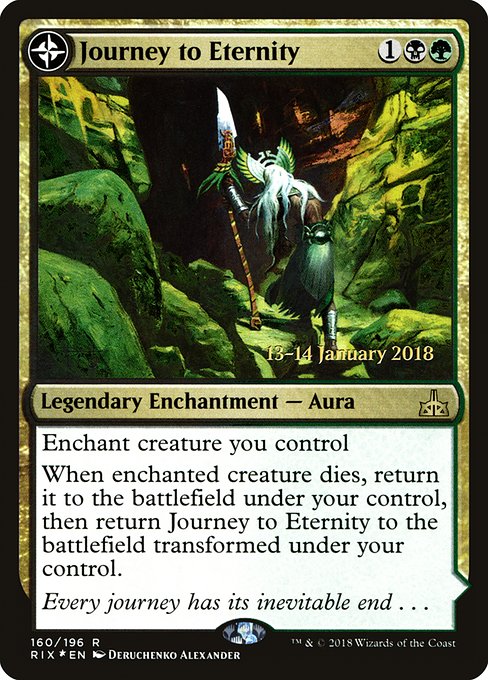 Journey to Eternity 1
13–14 January 2018
Legendary Enchantment — Aura
Enchant creature you control
When enchanted creature dies, return
it to the battlefield under your control,
then return Journey to Eternity to the
battlefield transformed under your
control.
Every journey has its inevitable end . . .
160/196 R
RIX★EN Deruchenko Alexander
™ & © 2018 Wizards of the Coast